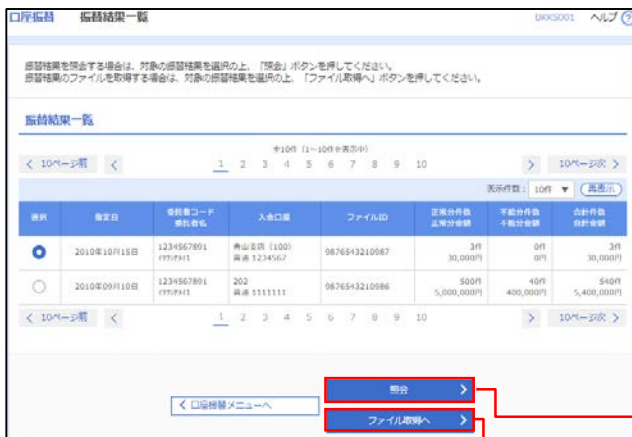 口座振替 振替結果一覧 BKKS001 ヘルプ ?
振替結果を照会する場合は、対象の振替結果を選択の上、「照会」ボタンを押してください。
振替結果のファイルを取得する場合は、対象の振替結果を選択の上、「ファイル取得へ」ボタンを押してください。
振替結果一覧
全10件（1～10件を表示中）
< 10ページ前 < 1 2 3 4 5 6 7 8 9 10 > 10ページ次 >
表示件数： 10件 ▼ 再表示
選択 指定日 委託者コード 委託者名 入金口座 ファイルID 正常分件数 正常分金額 不能分件数 不能分金額 合計件数 合計金額
2010年10月15日 1234567891 青山支店（100） 普通 1234567 9876543210987 3件 30,000円 0件 0円 3件 30,000円
2010年09月10日 1234567891 202 普通 1111111 9876543210986 500件 5,000,000円 40件 400,000円 540件 5,400,000円
< 10ページ前 < 1 2 3 4 5 6 7 8 9 10 > 10ページ次 >
照会 >
< 口座振替メニューへ
ファイル取得へ >